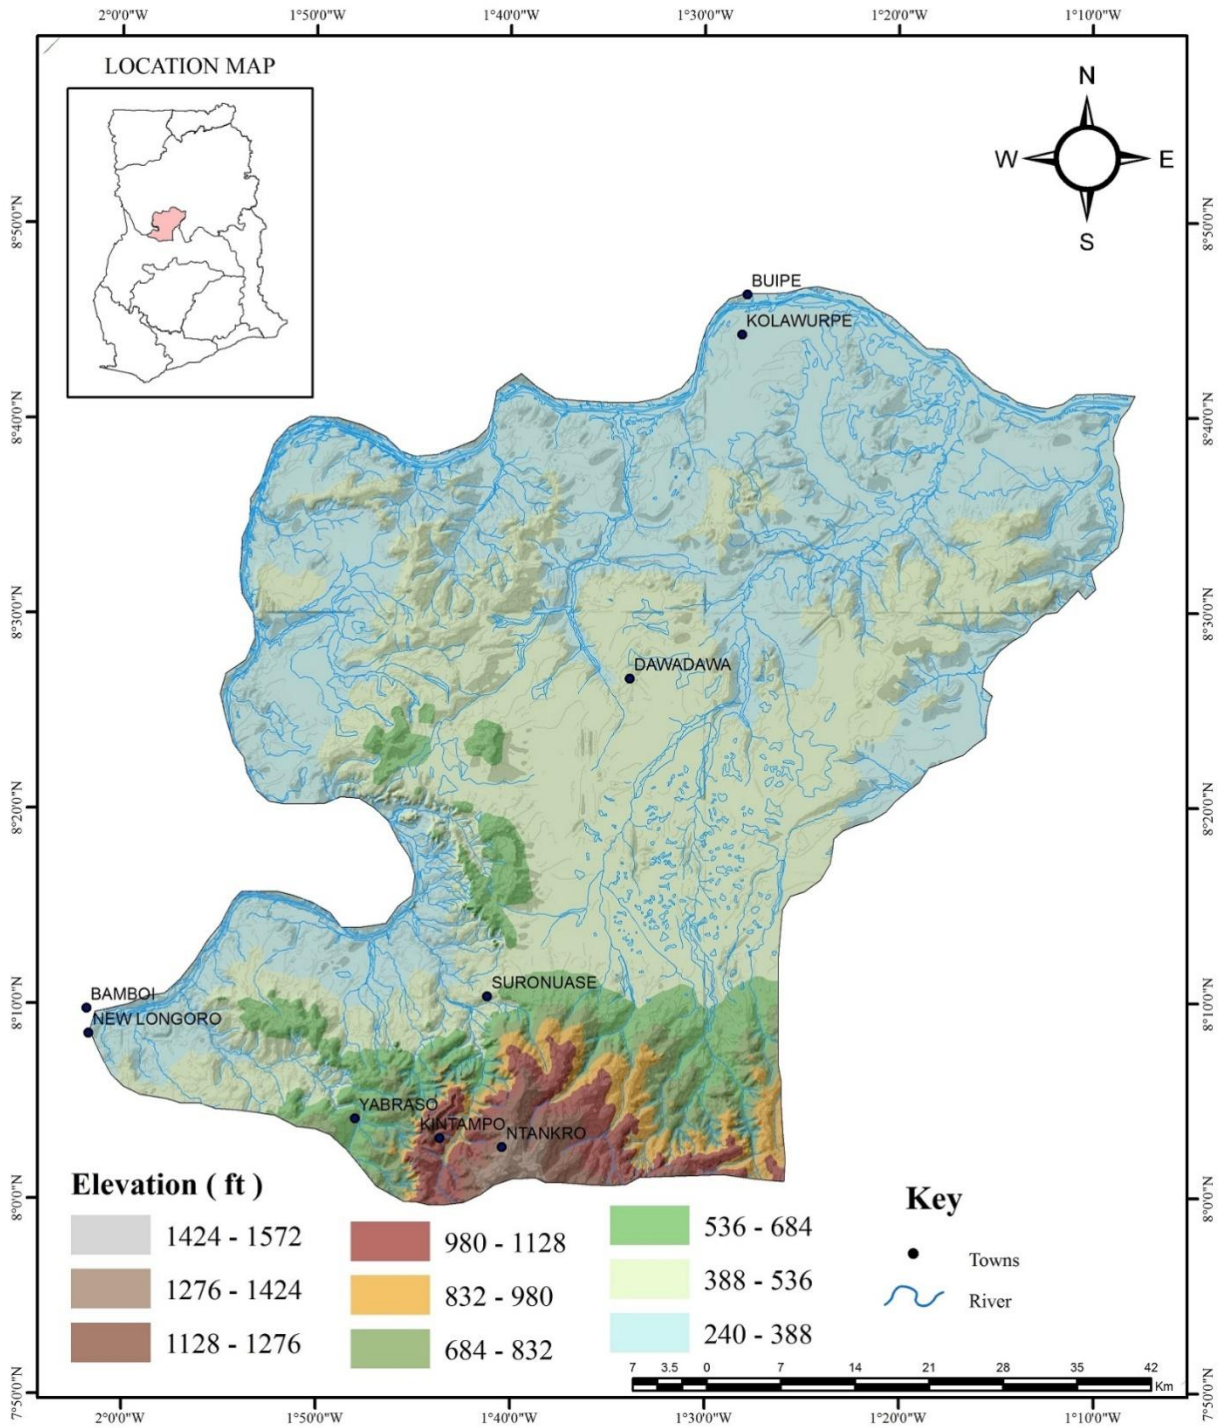 2°0'0"W 1°50'0"W 1°40'0"W 1°30'0"W 1°20'0"W 1°10'0"W
LOCATION MAP
N
W E
S
8°50'0"N 8°50'0"N
BUIPE
KOLAWURPE
8°40'0"N 8°40'0"N
8°30'0"N 8°30'0"N
DAWADAWA
8°20'0"N 8°20'0"N
SURONUASE
BAMBOI
8°10'0"N 8°10'0"N
NEW LONGORO
YABRASO
KINTAMPO
NTANKRO
8°0'0"N 8°0'0"N
Elevation ( ft )
1424 - 1572
1276 - 1424
1128 - 1276
980 - 1128
832 - 980
684 - 832
536 - 684
388 - 536
240 - 388
Key
Towns
River
7 3.5 0 7 14 21 28 35 42
Km
7°50'0"N 7°50'0"N
2°0'0"W 1°50'0"W 1°40'0"W 1°30'0"W 1°20'0"W 1°10'0"W